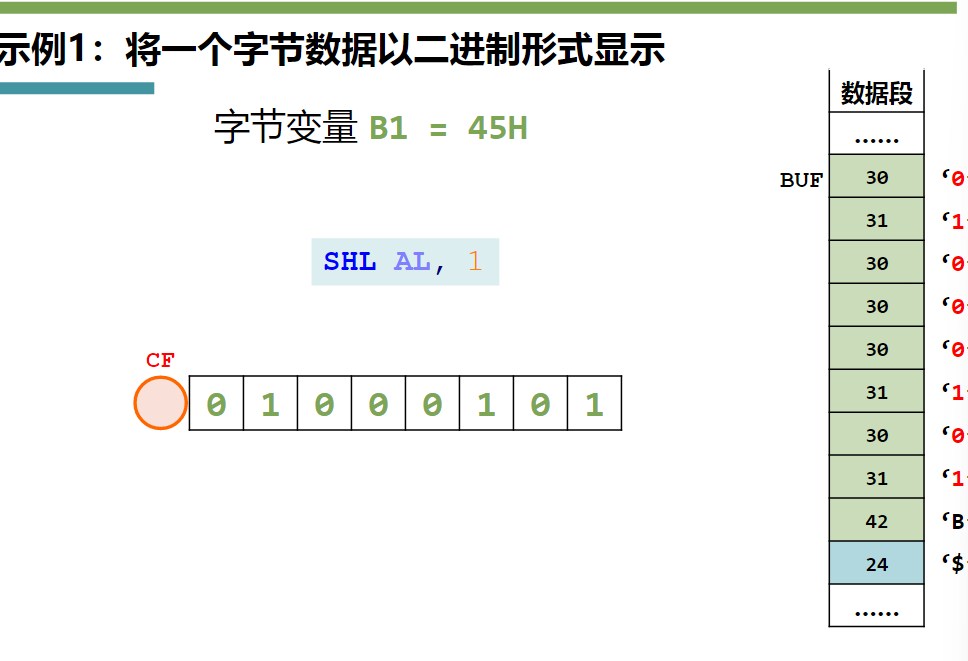 示例1：将一个字节数据以二进制形式显示
字节变量 B1 = 45H
SHL AL, 1
CF
0 1 0 0 0 1 0 1
数据段
......
BUF 30 ‘0
31 ‘1
30 ‘0
30 ‘0
30 ‘0
31 ‘1
30 ‘0
31 ‘1
42 ‘B
24 ‘$
......